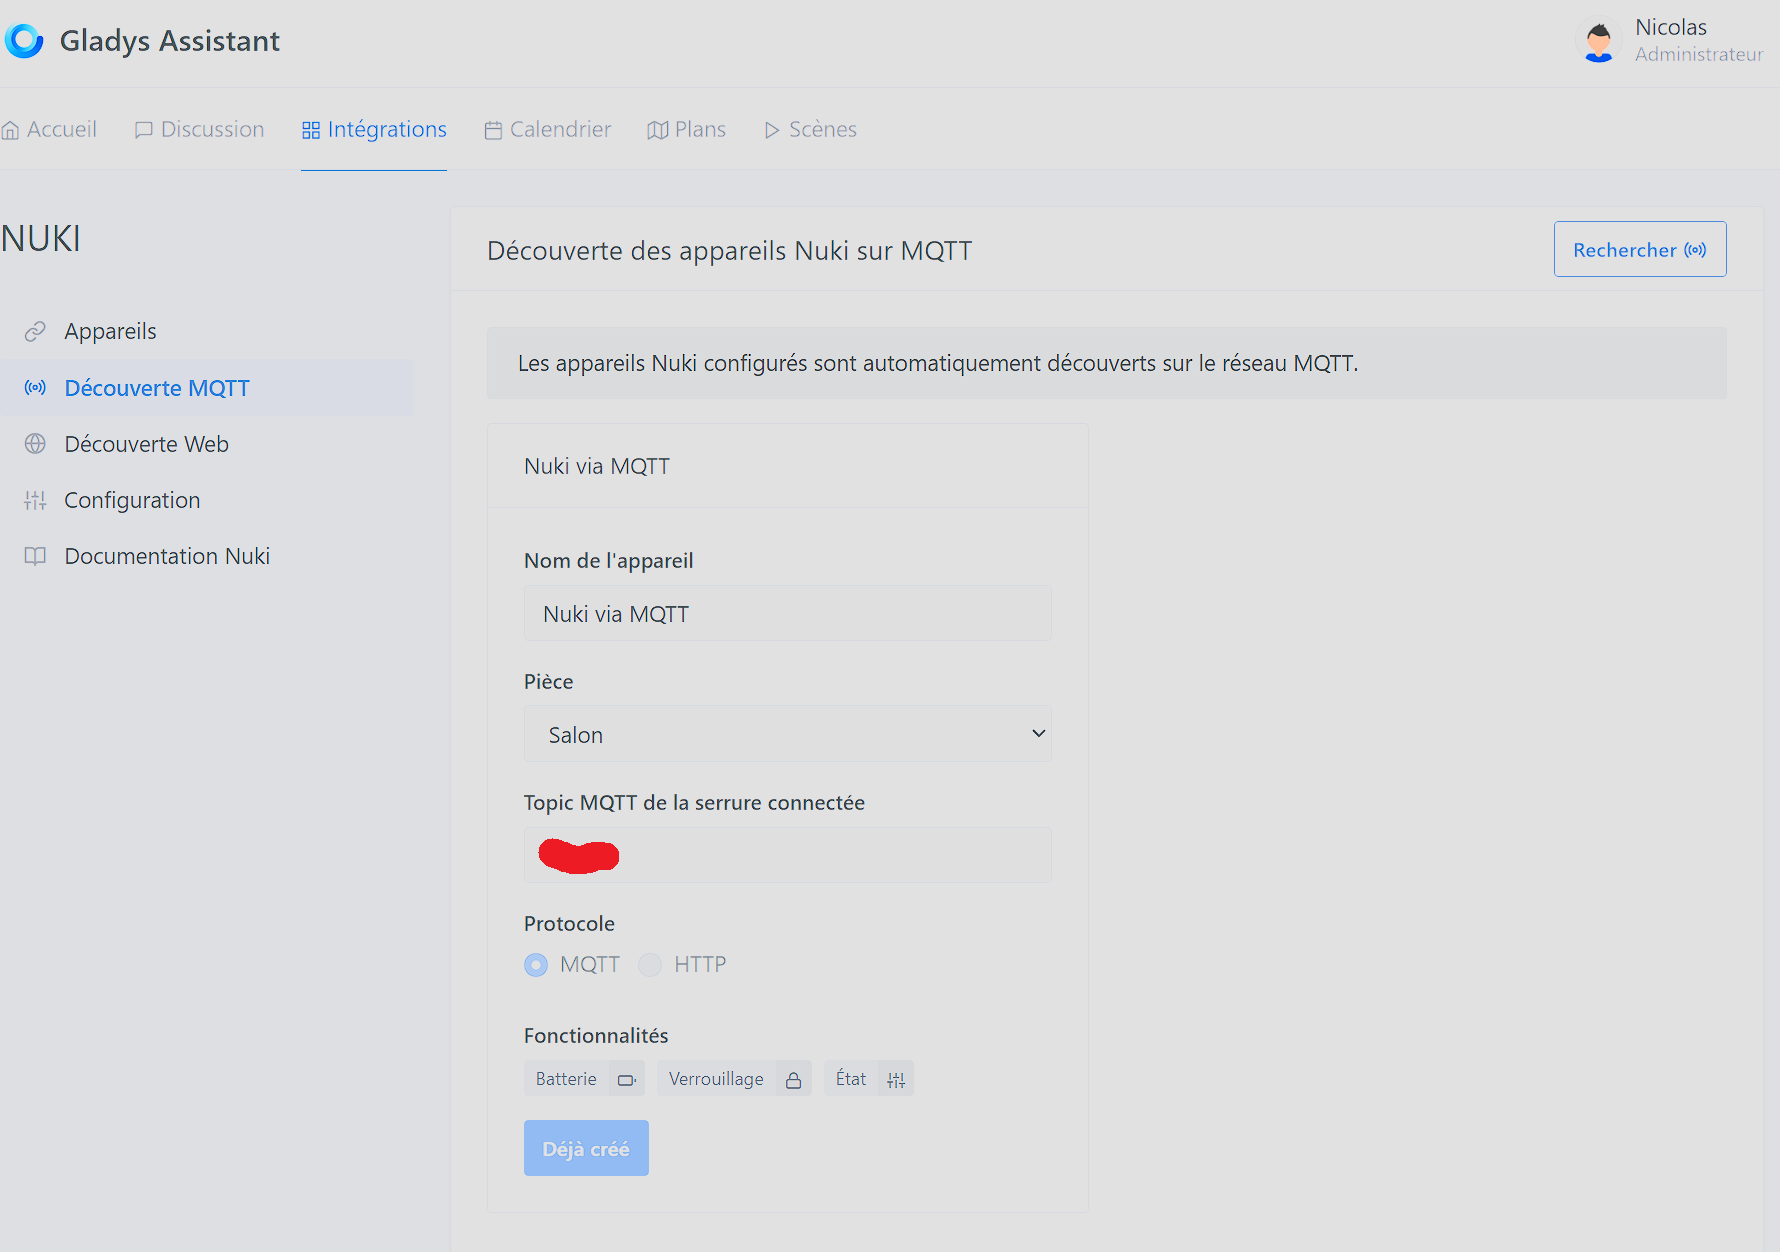 Gladys Assistant
Nicolas
Administrateur
Accueil
Discussion
Intégrations
Calendrier
Plans
Scènes
NUKI
Appareils
Découverte MQTT
Découverte Web
Configuration
Documentation Nuki
Découverte des appareils Nuki sur MQTT
Rechercher
Les appareils Nuki configurés sont automatiquement découverts sur le réseau MQTT.
Nuki via MQTT
Nom de l'appareil
Nuki via MQTT
Pièce
Salon
Topic MQTT de la serrure connectée
Protocole
MQTT HTTP
Fonctionnalités
Batterie Verrouillage État
Déjà créé